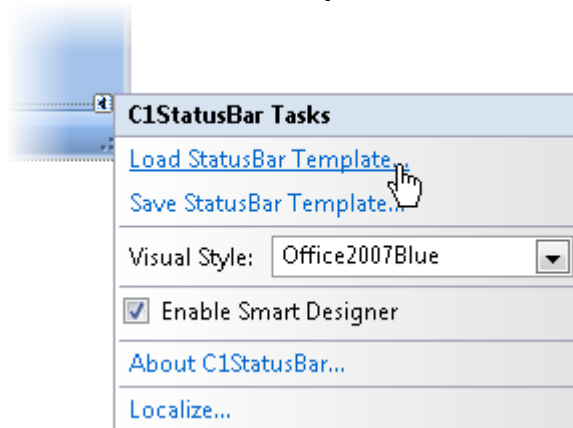 C1StatusBar Tasks
Load StatusBar Template...
Save StatusBar Template...
Visual Style: Office2007Blue
Enable Smart Designer
About C1StatusBar...
Localize...